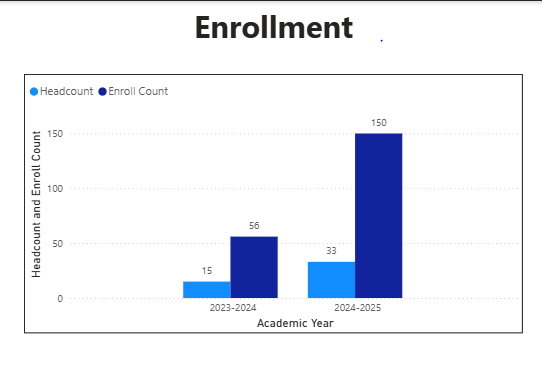 Enrollment
Headcount Enroll Count
Headcount and Enroll Count
150
100
50
0
15
56
33
150
2023-2024
2024-2025
Academic Year